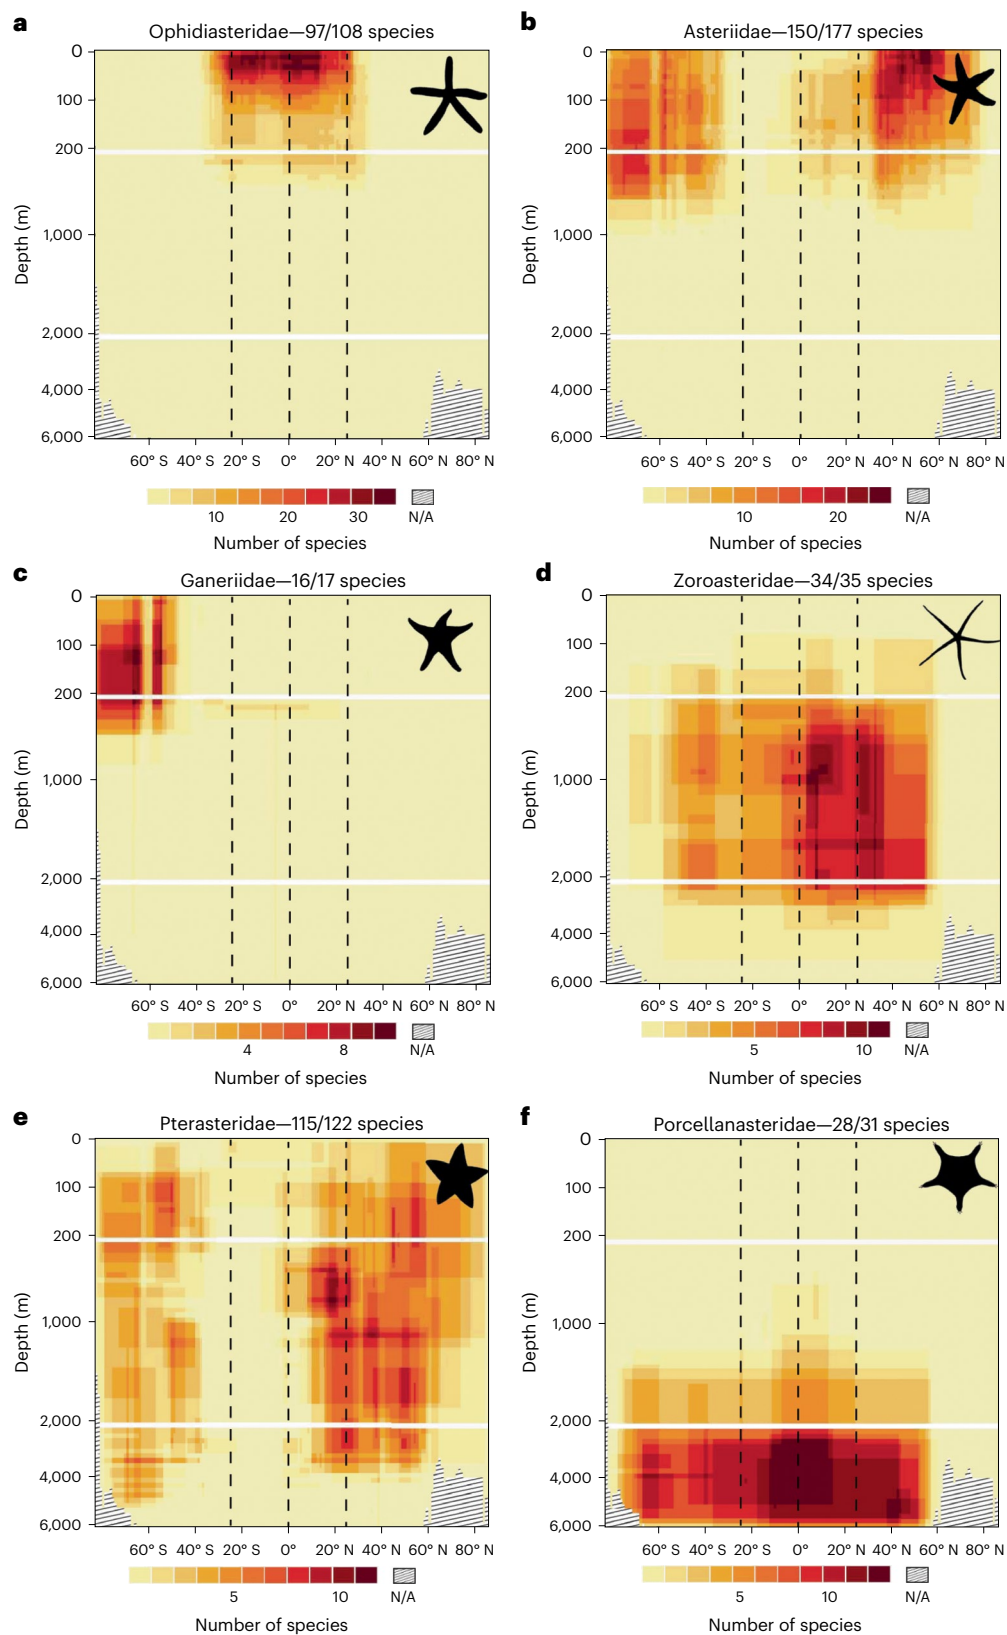 a
Ophidiasteridae—97/108 species
0
100
200
1,000
2,000
4,000
6,000
Depth (m)
60° S 40° S 20° S 0° 20° N 40° N 60° N 80° N
10 20 30 N/A
Number of species
b
Asteriidae—150/177 species
0
100
200
1,000
2,000
4,000
6,000
Depth (m)
60° S 40° S 20° S 0° 20° N 40° N 60° N 80° N
10 20 N/A
Number of species
c
Ganeriidae—16/17 species
0
100
200
1,000
2,000
4,000
6,000
Depth (m)
60° S 40° S 20° S 0° 20° N 40° N 60° N 80° N
4 8 N/A
Number of species
d
Zoroasteridae—34/35 species
0
100
200
1,000
2,000
4,000
6,000
Depth (m)
60° S 40° S 20° S 0° 20° N 40° N 60° N 80° N
5 10 N/A
Number of species
e
Pterasteridae—115/122 species
0
100
200
1,000
2,000
4,000
6,000
Depth (m)
60° S 40° S 20° S 0° 20° N 40° N 60° N 80° N
5 10 N/A
Number of species
f
Porcellanasteridae—28/31 species
0
100
200
1,000
2,000
4,000
6,000
Depth (m)
60° S 40° S 20° S 0° 20° N 40° N 60° N 80° N
5 10 N/A
Number of species